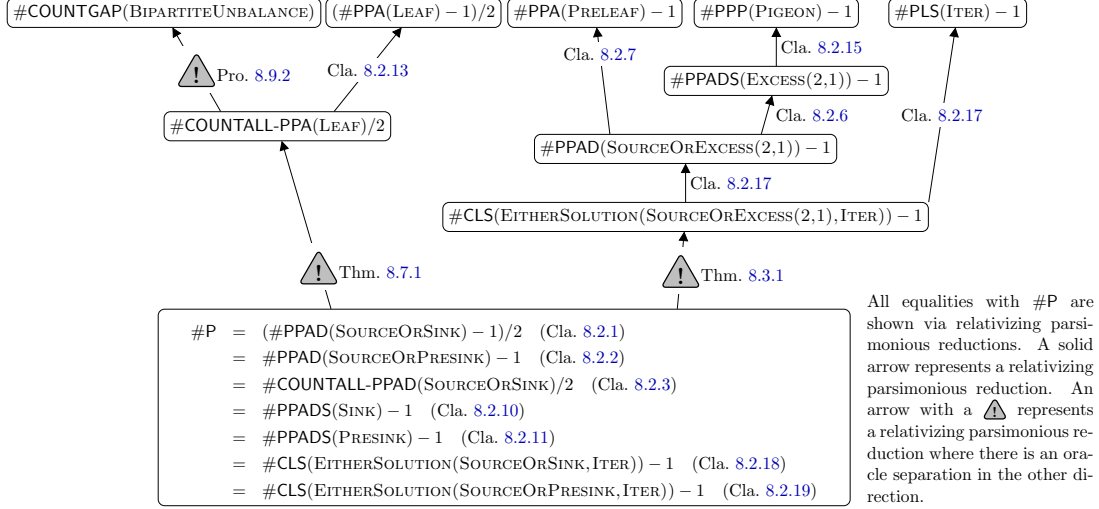 #COUNTGAP(BIPARTITEUNBALANCE)
(#PPA(LEAF) − 1)/2
#PPA(PRELEAF) − 1
#PPP(PIGEON) − 1
#PLS(ITER) − 1
Pro. 8.9.2
Cla. 8.2.13
Cla. 8.2.7
Cla. 8.2.15
#PPADS(EXCESS(2,1)) − 1
#COUNTALL-PPA(LEAF)/2
Cla. 8.2.6
Cla. 8.2.17
#PPAD(SOURCEOREXCESS(2,1)) − 1
Cla. 8.2.17
#CLS(EITHERSOLUTION(SOURCEOREXCESS(2,1),ITER)) − 1
! Thm. 8.7.1
! Thm. 8.3.1
#P = (#PPAD(SOURCEORSINK) − 1)/2 (Cla. 8.2.1)
= #PPAD(SOURCEORPRESINK) − 1 (Cla. 8.2.2)
= #COUNTALL-PPAD(SOURCEORSINK)/2 (Cla. 8.2.3)
= #PPADS(SINK) − 1 (Cla. 8.2.10)
= #PPADS(PRESINK) − 1 (Cla. 8.2.11)
= #CLS(EITHERSOLUTION(SOURCEORSINK,ITER)) − 1 (Cla. 8.2.18)
= #CLS(EITHERSOLUTION(SOURCEORPRESINK,ITER)) − 1 (Cla. 8.2.19)
All equalities with #P are
shown via relativizing parsi-
monious reductions. A solid
arrow represents a relativizing
parsimonious reduction. An
arrow with a ! represents
a relativizing parsimonious re-
duction where there is an ora-
cle separation in the other di-
rection.